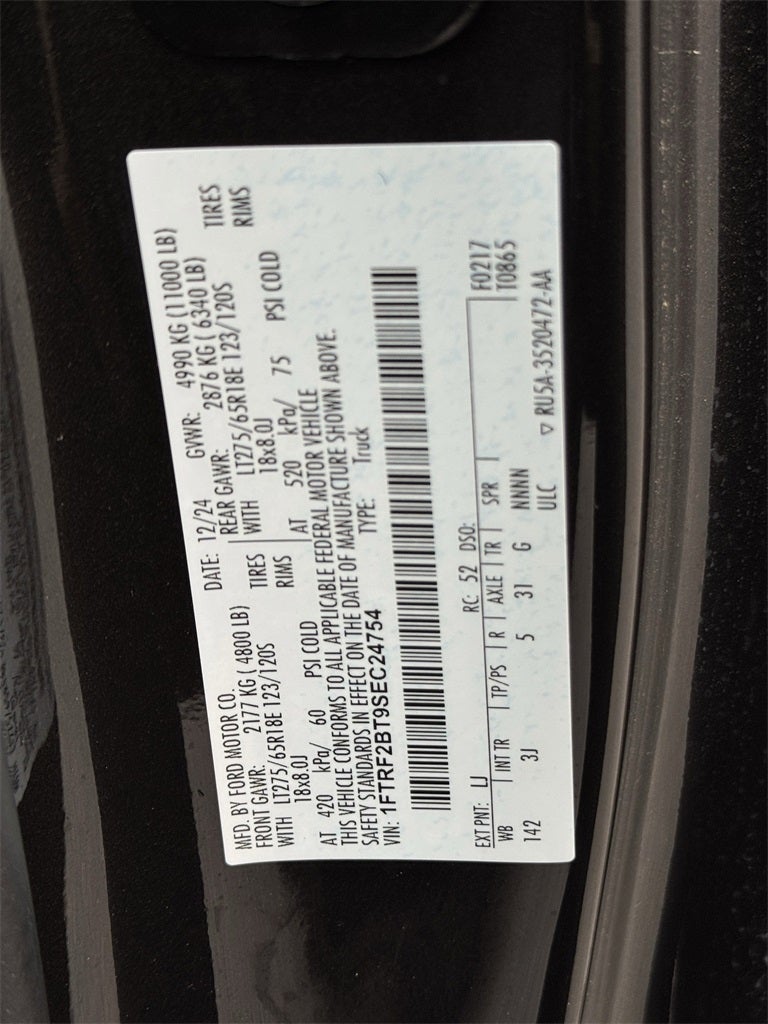 MFD. BY FORD MOTOR CO.
DATE: 12/24 GVWR: 4990 KG (11000 LB)
FRONT GAWR: 2177 KG ( 4800 LB) REAR GAWR: 2876 KG ( 6340 LB)
WITH LT275/65R18E 123/120S TIRES WITH LT275/65R18E 123/120S TIRES
18x8.0J RIMS 18x8.0J RIMS
AT 420 kPa/ 60 PSI COLD AT 520 kPa/ 75 PSI COLD
THIS VEHICLE CONFORMS TO ALL APPLICABLE FEDERAL MOTOR VEHICLE
SAFETY STANDARDS IN EFFECT ON THE DATE OF MANUFACTURE SHOWN ABOVE.
VIN: 1FTRF2BT9SEC24754 TYPE: Truck
EXT PNT: LJ RC: 52 DSO: F0217
WB INT TR TP/PS R AXLE TR SPR T0865
142 3J 5 31 G NNNN
ULC ▽ RU5A-3520472-AA